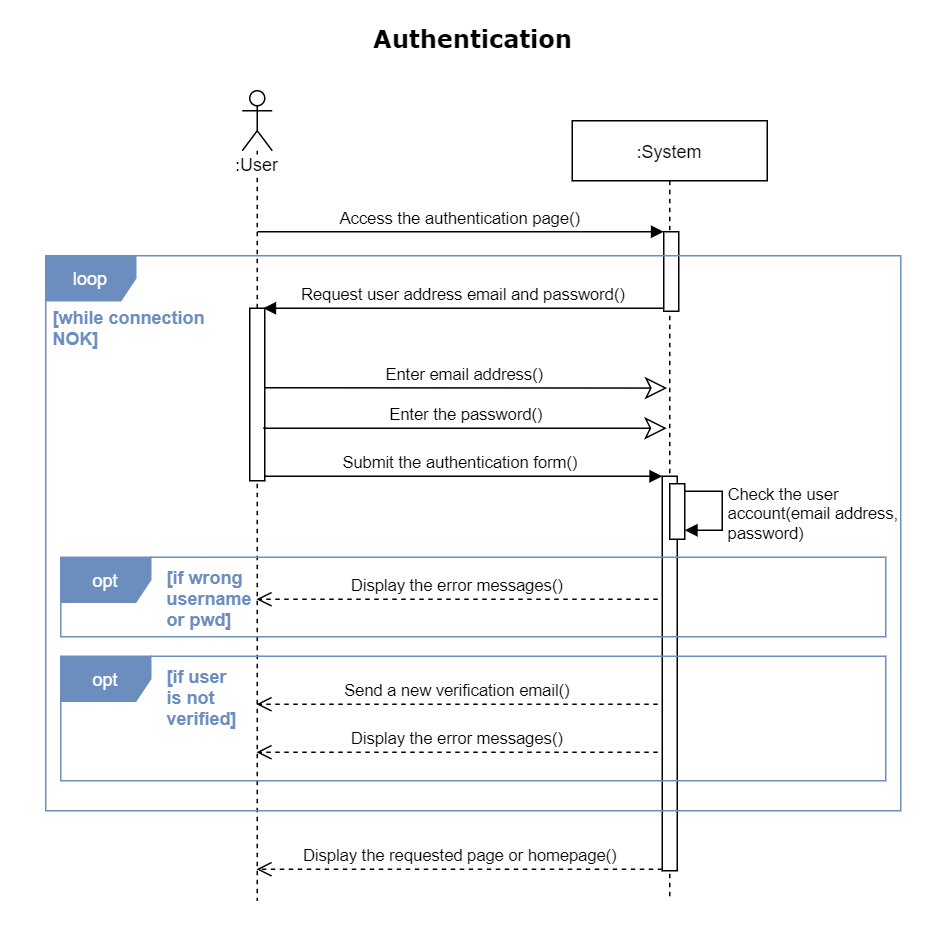 Authentication
:User
:System
Access the authentication page()
loop
Request user address email and password()
[while connection
NOK]
Enter email address()
Enter the password()
Submit the authentication form()
Check the user
account(email address,
password)
opt
[if wrong
username
or pwd]
Display the error messages()
opt
[if user
is not
verified]
Send a new verification email()
Display the error messages()
Display the requested page or homepage()